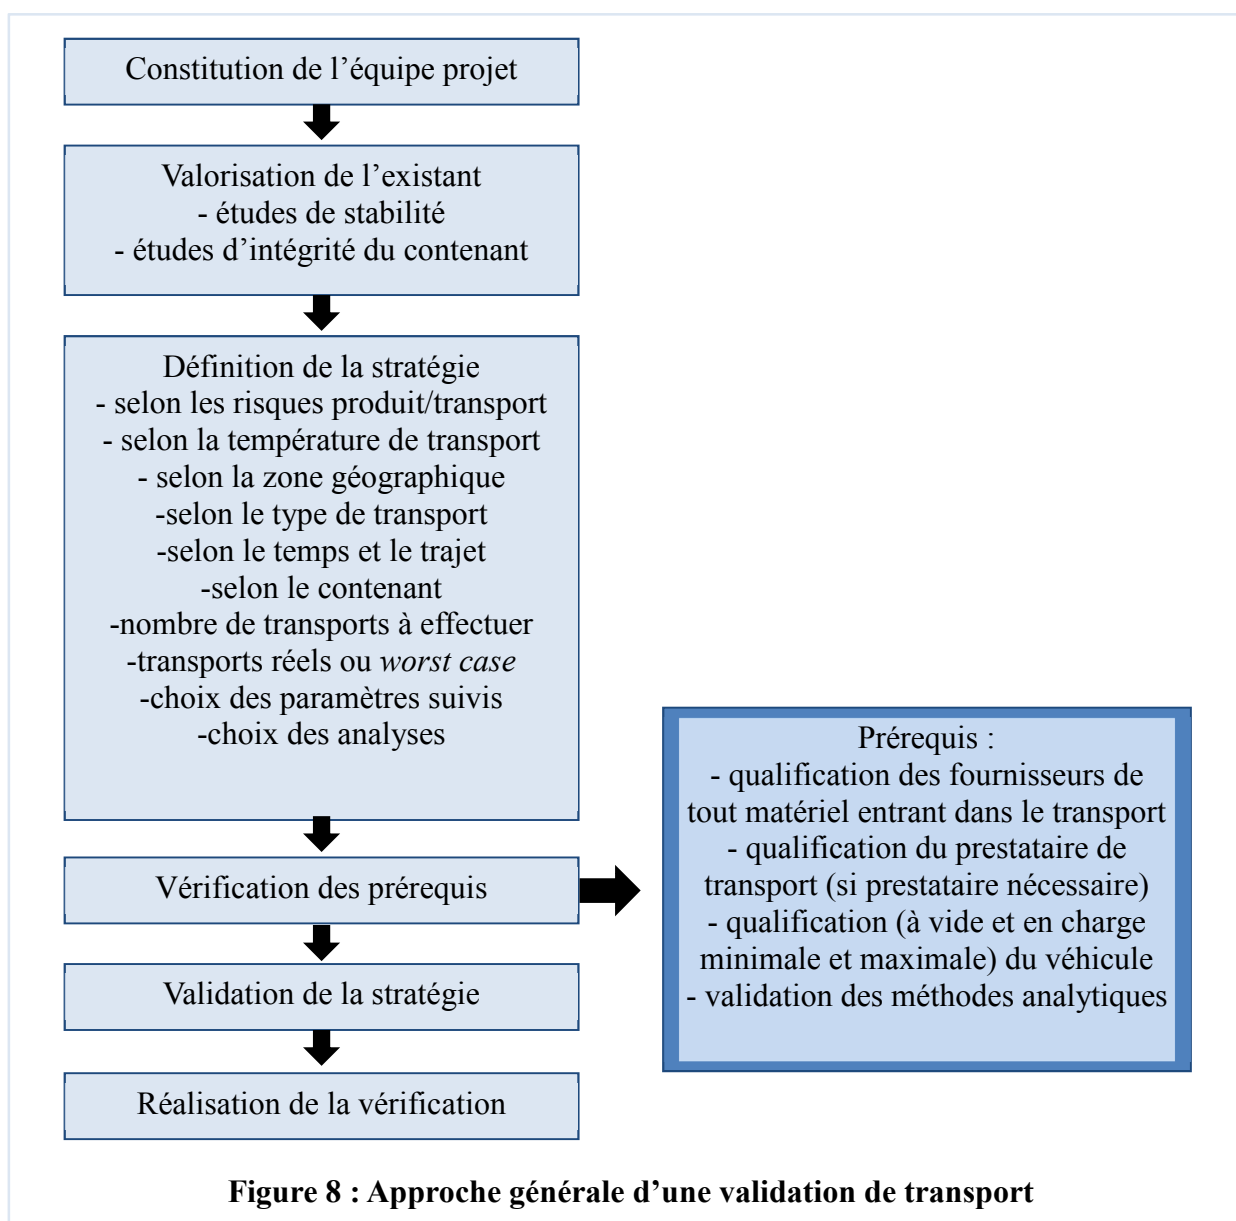 Constitution de l’équipe projet
Valorisation de l’existant
- études de stabilité
- études d’intégrité du contenant
Définition de la stratégie
- selon les risques produit/transport
- selon la température de transport
- selon la zone géographique
-selon le type de transport
-selon le temps et le trajet
-selon le contenant
-nombre de transports à effectuer
-transports réels ou worst case
-choix des paramètres suivis
-choix des analyses
Vérification des prérequis
Prérequis :
- qualification des fournisseurs de
tout matériel entrant dans le transport
- qualification du prestataire de
transport (si prestataire nécessaire)
- qualification (à vide et en charge
minimale et maximale) du véhicule
- validation des méthodes analytiques
Validation de la stratégie
Réalisation de la vérification
Figure 8 : Approche générale d’une validation de transport